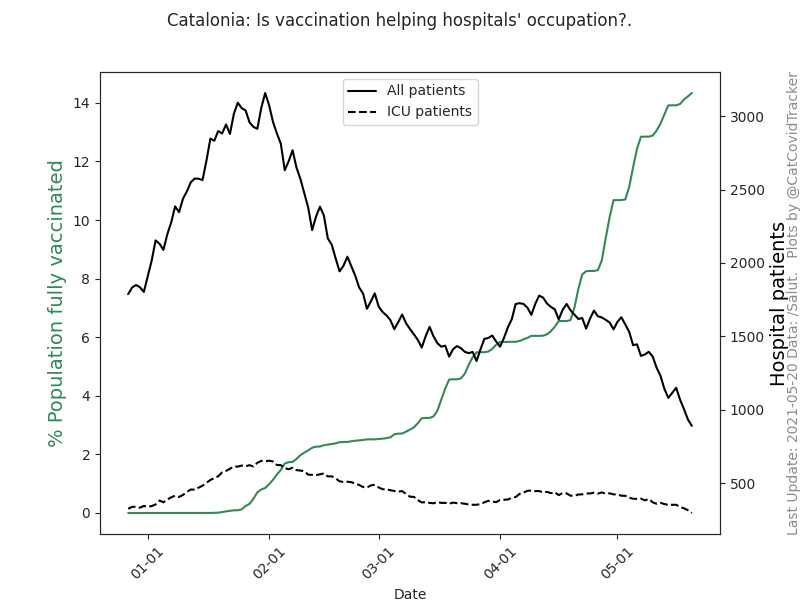 Catalonia: Is vaccination helping hospitals' occupation?.
All patients
ICU patients
% Population fully vaccinated
14
12
10
8
6
4
2
0
3000
2500
2000
1500
1000
500
Hospital patients
Last Update: 2021-05-20 Data: /Salut.   Plots by @CatCovidTracker
01-01
02-01
03-01
04-01
05-01
Date